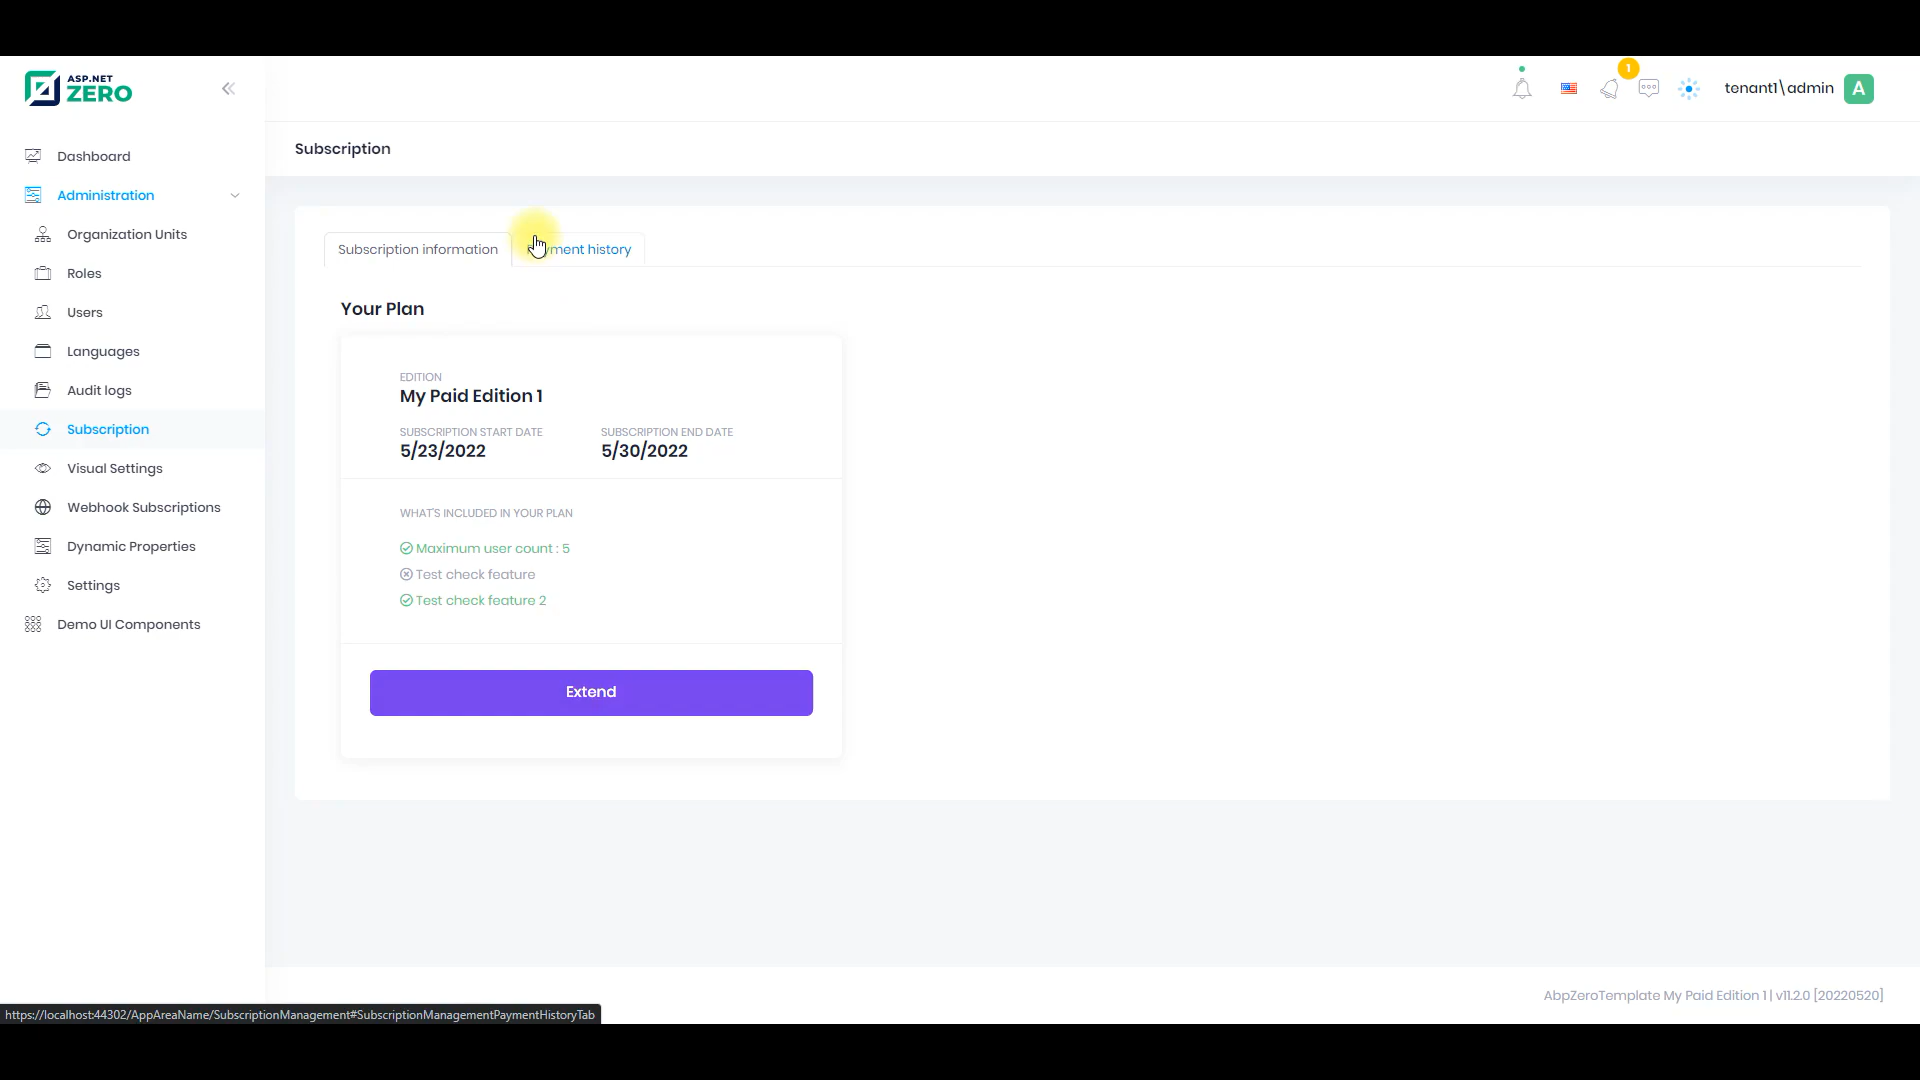 ASP.NET
ZERO
1
tenant1\admin
A
Dashboard
Administration
Organization Units
Roles
Users
Languages
Audit logs
Subscription
Visual Settings
Webhook Subscriptions
Dynamic Properties
Settings
Demo UI Components
Subscription
Subscription information
yment history
Your Plan
EDITION
My Paid Edition 1
SUBSCRIPTION START DATE
5/23/2022
SUBSCRIPTION END DATE
5/30/2022
WHAT'S INCLUDED IN YOUR PLAN
Maximum user count : 5
Test check feature
Test check feature 2
Extend
AbpZeroTemplate My Paid Edition 1 | v11.2.0 [20220520]
https://localhost:44302/AppAreaName/SubscriptionManagement#SubscriptionManagementPaymentHistoryTab